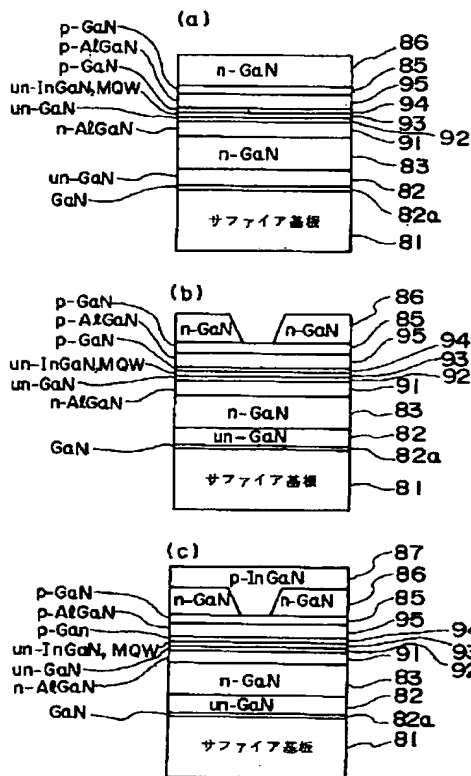 (a)
p-GaN
p-AlGaN
p-GaN
un-InGaN,MQW
un-GaN
n-AlGaN
un-GaN
GaN
n-GaN
n-GaN
サファイア基板
86
85
95
94
93
92
91
83
82
82a
81
(b)
p-GaN
p-AlGaN
p-GaN
un-InGaN,MQW
un-GaN
n-AlGaN
GaN
n-GaN n-GaN
n-GaN
un-GaN
サファイア基板
86
85
95
94
93
92
91
83
82
82a
81
(c)
p-GaN
p-AlGaN
p-Gan
un-InGaN, MQW
un-GaN
n-AlGaN
GaN
p-InGaN
n-GaN n-GaN
n-GaN
un-GaN
サファイア基板
87
86
85
95
94
93
92
91
83
82
82a
81